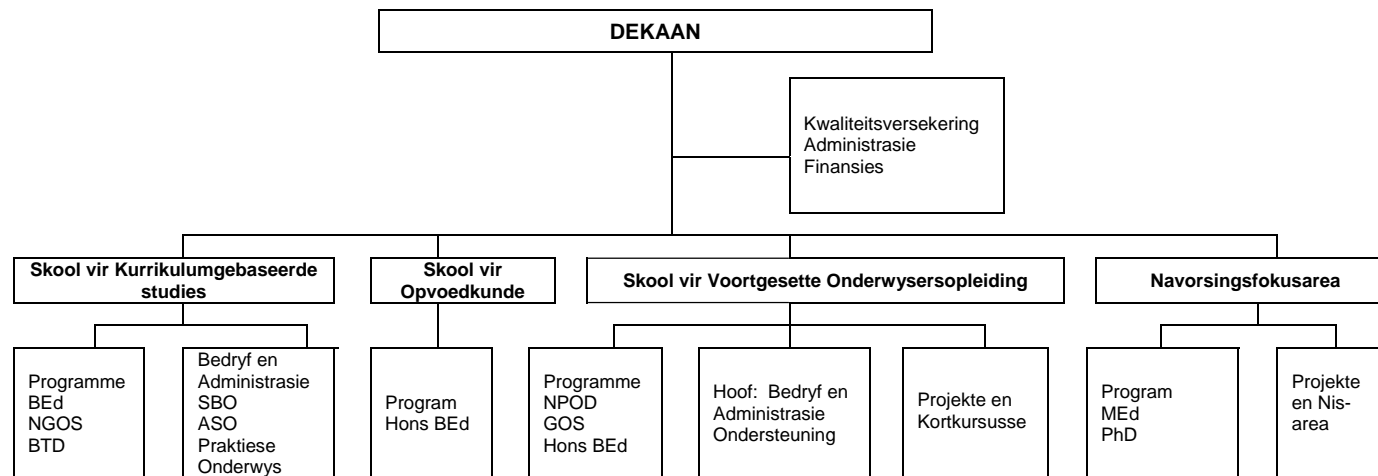 DEKAAN
Kwaliteitsversekering
Administrasie
Finansies
Skool vir Kurrikulumgebaseerde
studies
Skool vir
Opvoedkunde
Skool vir Voortgesette Onderwysersopleiding
Navorsingsfokusarea
Programme
BEd
NGOS
BTD
Bedryf en
Administrasie
SBO
ASO
Praktiese
Onderwys
Program
Hons BEd
Programme
NPOD
GOS
Hons BEd
Hoof:  Bedryf en
Administrasie
Ondersteuning
Projekte en
Kortkursusse
Program
MEd
PhD
Projekte
en Nis-
area